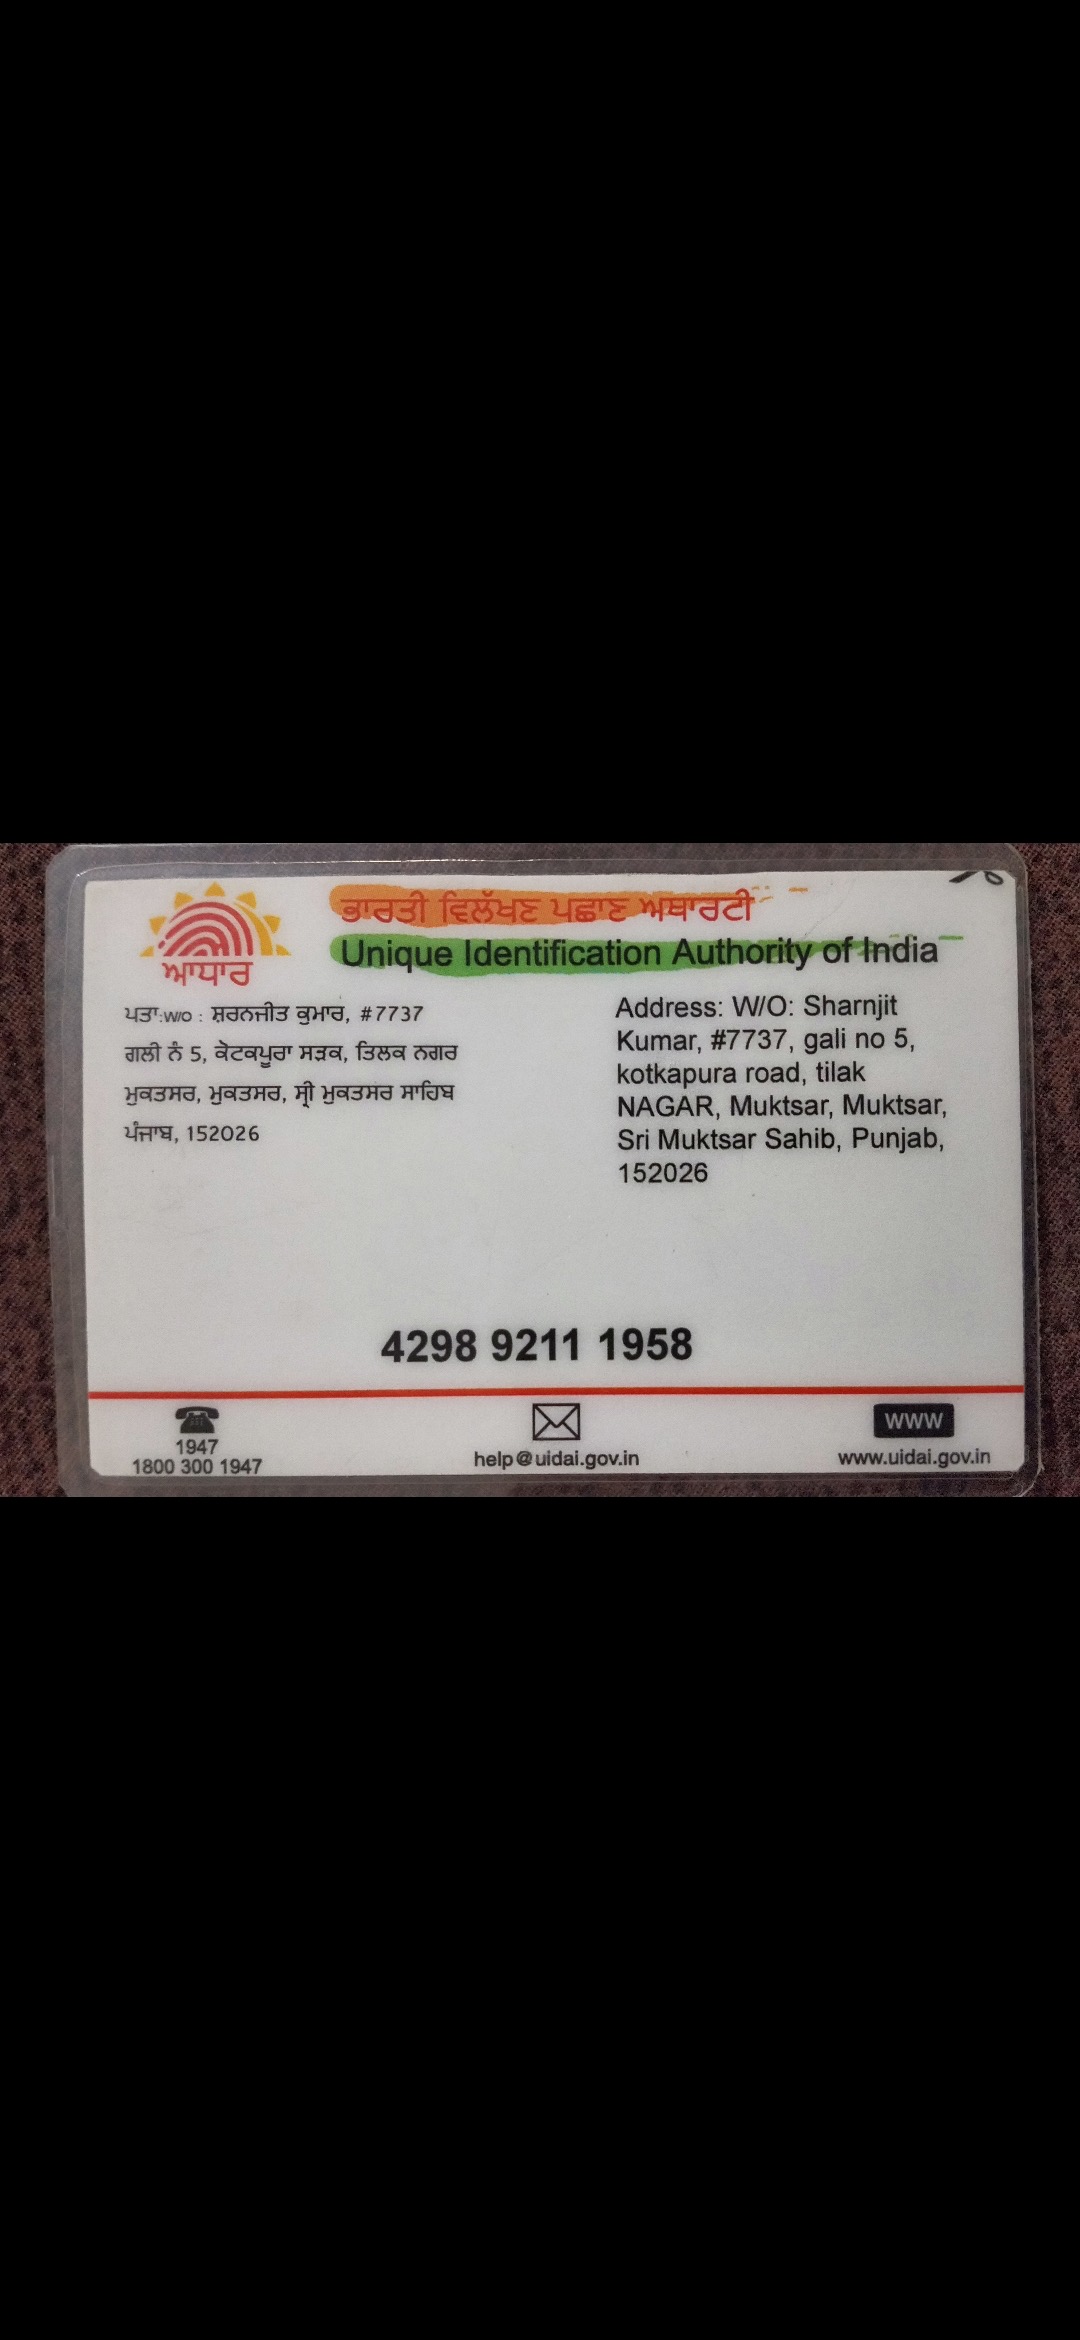 ਭਾਰਤੀ ਵਿਲੱਖਣ ਪਛਾਣ ਅਥਾਰਟੀ
Unique Identification Authority of India
ਆਧਾਰ
ਪਤਾ:W/O : ਸ਼ਰਨਜੀਤ ਕੁਮਾਰ, #7737
ਗਲੀ ਨੰ 5, ਕੋਟਕਪੂਰਾ ਸੜਕ, ਤਿਲਕ ਨਗਰ
ਮੁਕਤਸਰ, ਮੁਕਤਸਰ, ਸ੍ਰੀ ਮੁਕਤਸਰ ਸਾਹਿਬ
ਪੰਜਾਬ, 152026
Address: W/O: Sharnjit
Kumar, #7737, gali no 5,
kotkapura road, tilak
NAGAR, Muktsar, Muktsar,
Sri Muktsar Sahib, Punjab,
152026
4298 9211 1958
1947
1800 300 1947
help@uidai.gov.in
WWW
www.uidai.gov.in